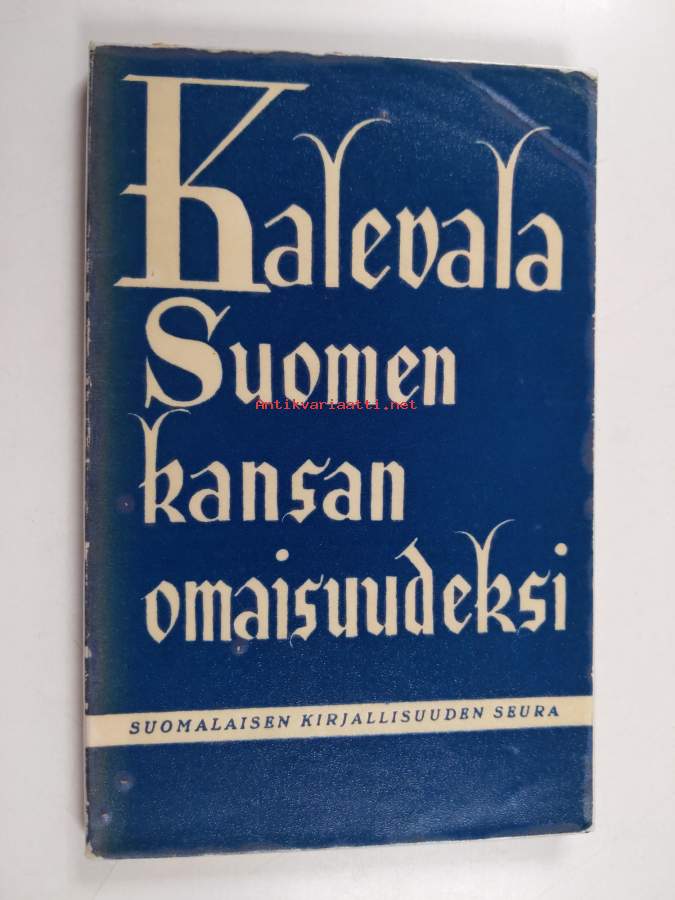 Kalevala
Suomen
Antikvariaatti.net
kansan
omaisuudeksi
SUOMALAISEN KIRJALLISUUDEN SEURA